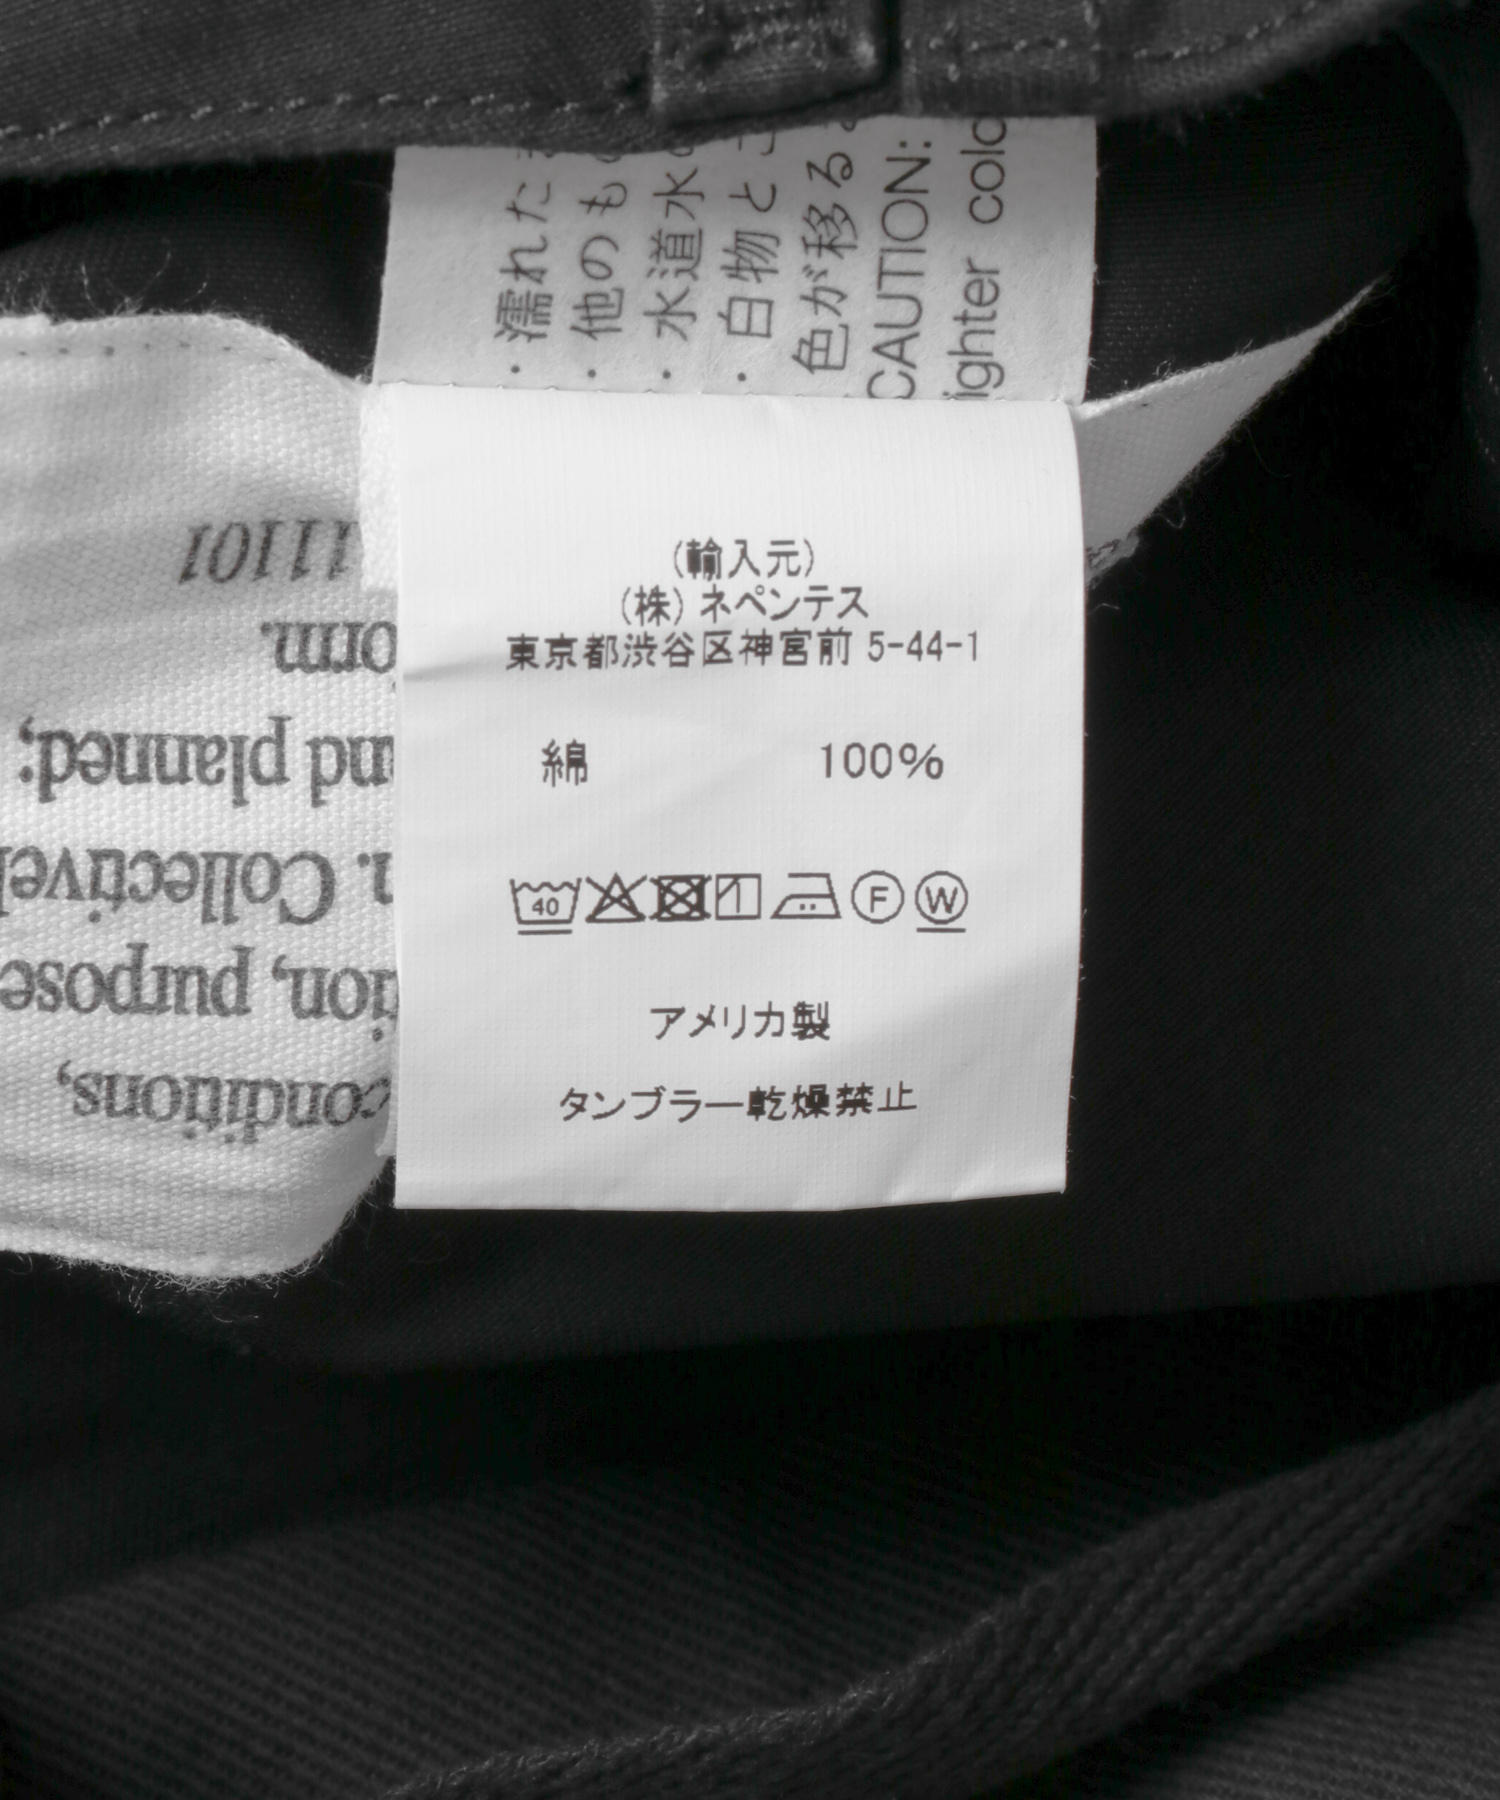 ・濡れた
・他のもの
・水道水
・白物と
色が移る
CAUTION:
ighter colo
(輸入元)
(株) ネペンテス
東京都渋谷区神宮前 5-44-1
綿 100%
40 F W
アメリカ製
タンブラー乾燥禁止
conditions,
tion, purpose
n. Collectivel
nd planned;
orm.
11101